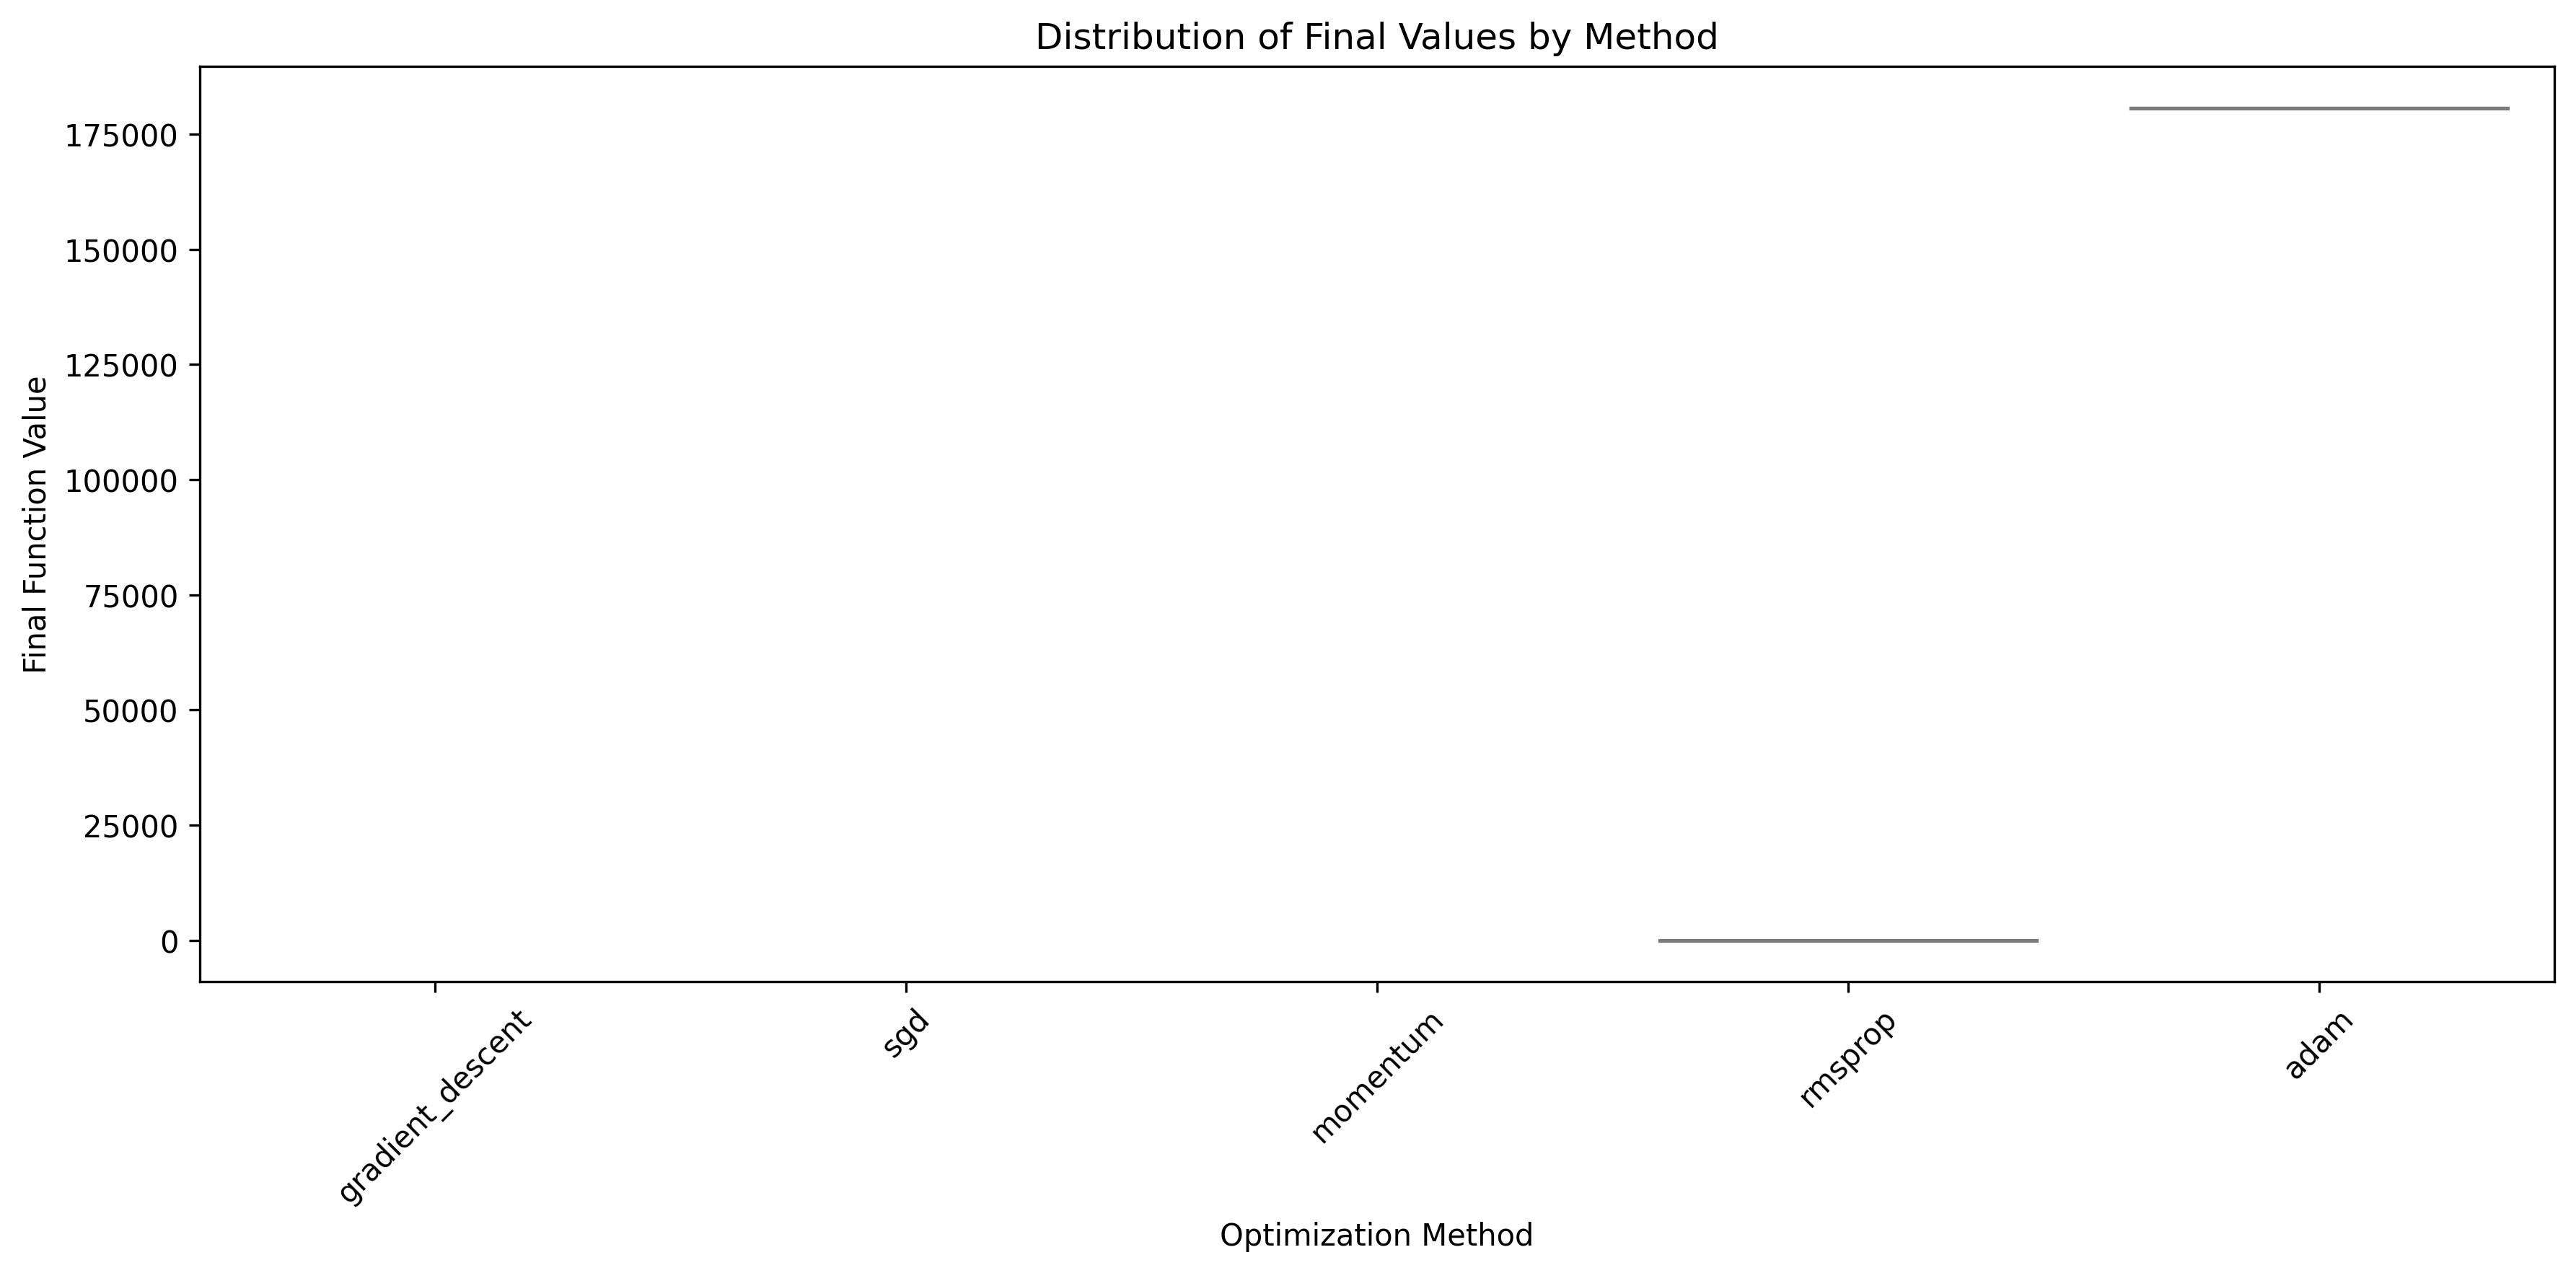 Distribution of Final Values by Method
Final Function Value
175000
150000
125000
100000
75000
50000
25000
0
gradient_descent
sgd
momentum
rmsprop
adam
Optimization Method